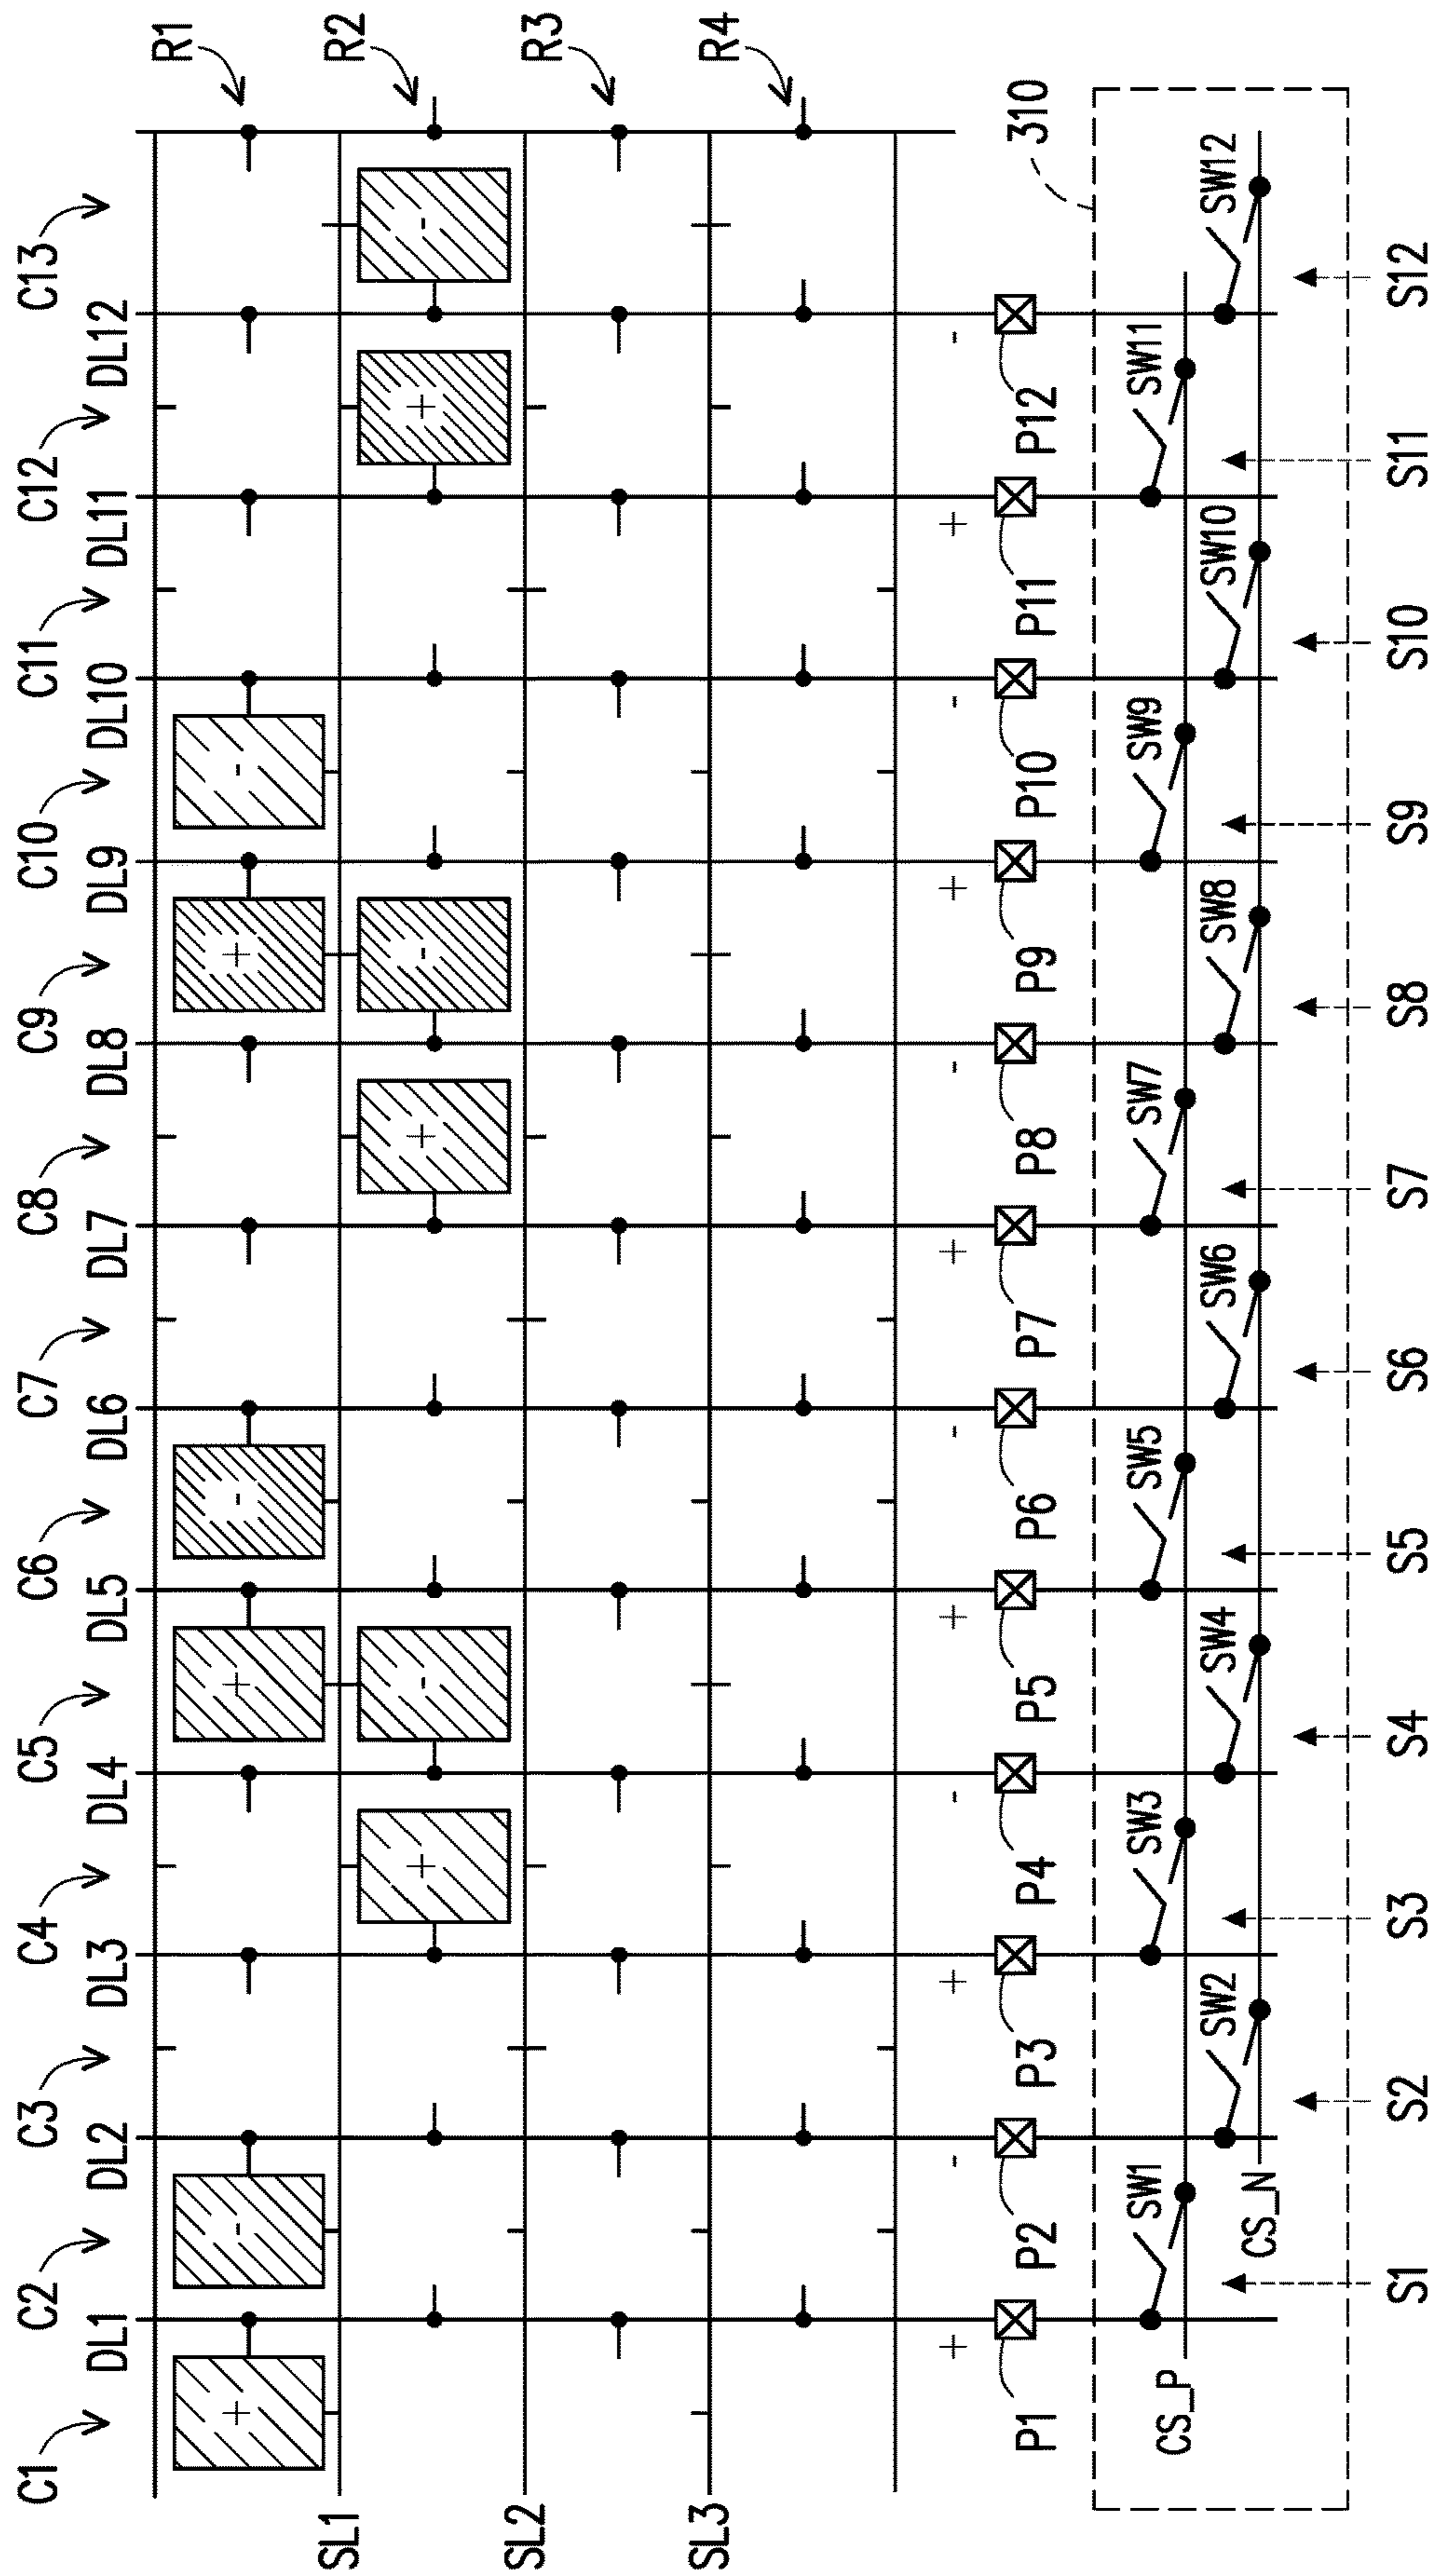 C1 C2 C3 C4 C5 C6 C7 C8 C9 C10 C11 C12 C13
DL1 DL2 DL3 DL4 DL5 DL6 DL7 DL8 DL9 DL10 DL11 DL12
R1
+ - + - + -
SL1
R2
+ - + - + -
SL2
R3
SL3
R4
+ - + - + - + - + - + -
P1 P2 P3 P4 P5 P6 P7 P8 P9 P10 P11 P12
310
SW1 SW3 SW5 SW7 SW9 SW11
CS_P
SW2 SW4 SW6 SW8 SW10 SW12
CS_N
S1 S2 S3 S4 S5 S6 S7 S8 S9 S10 S11 S12